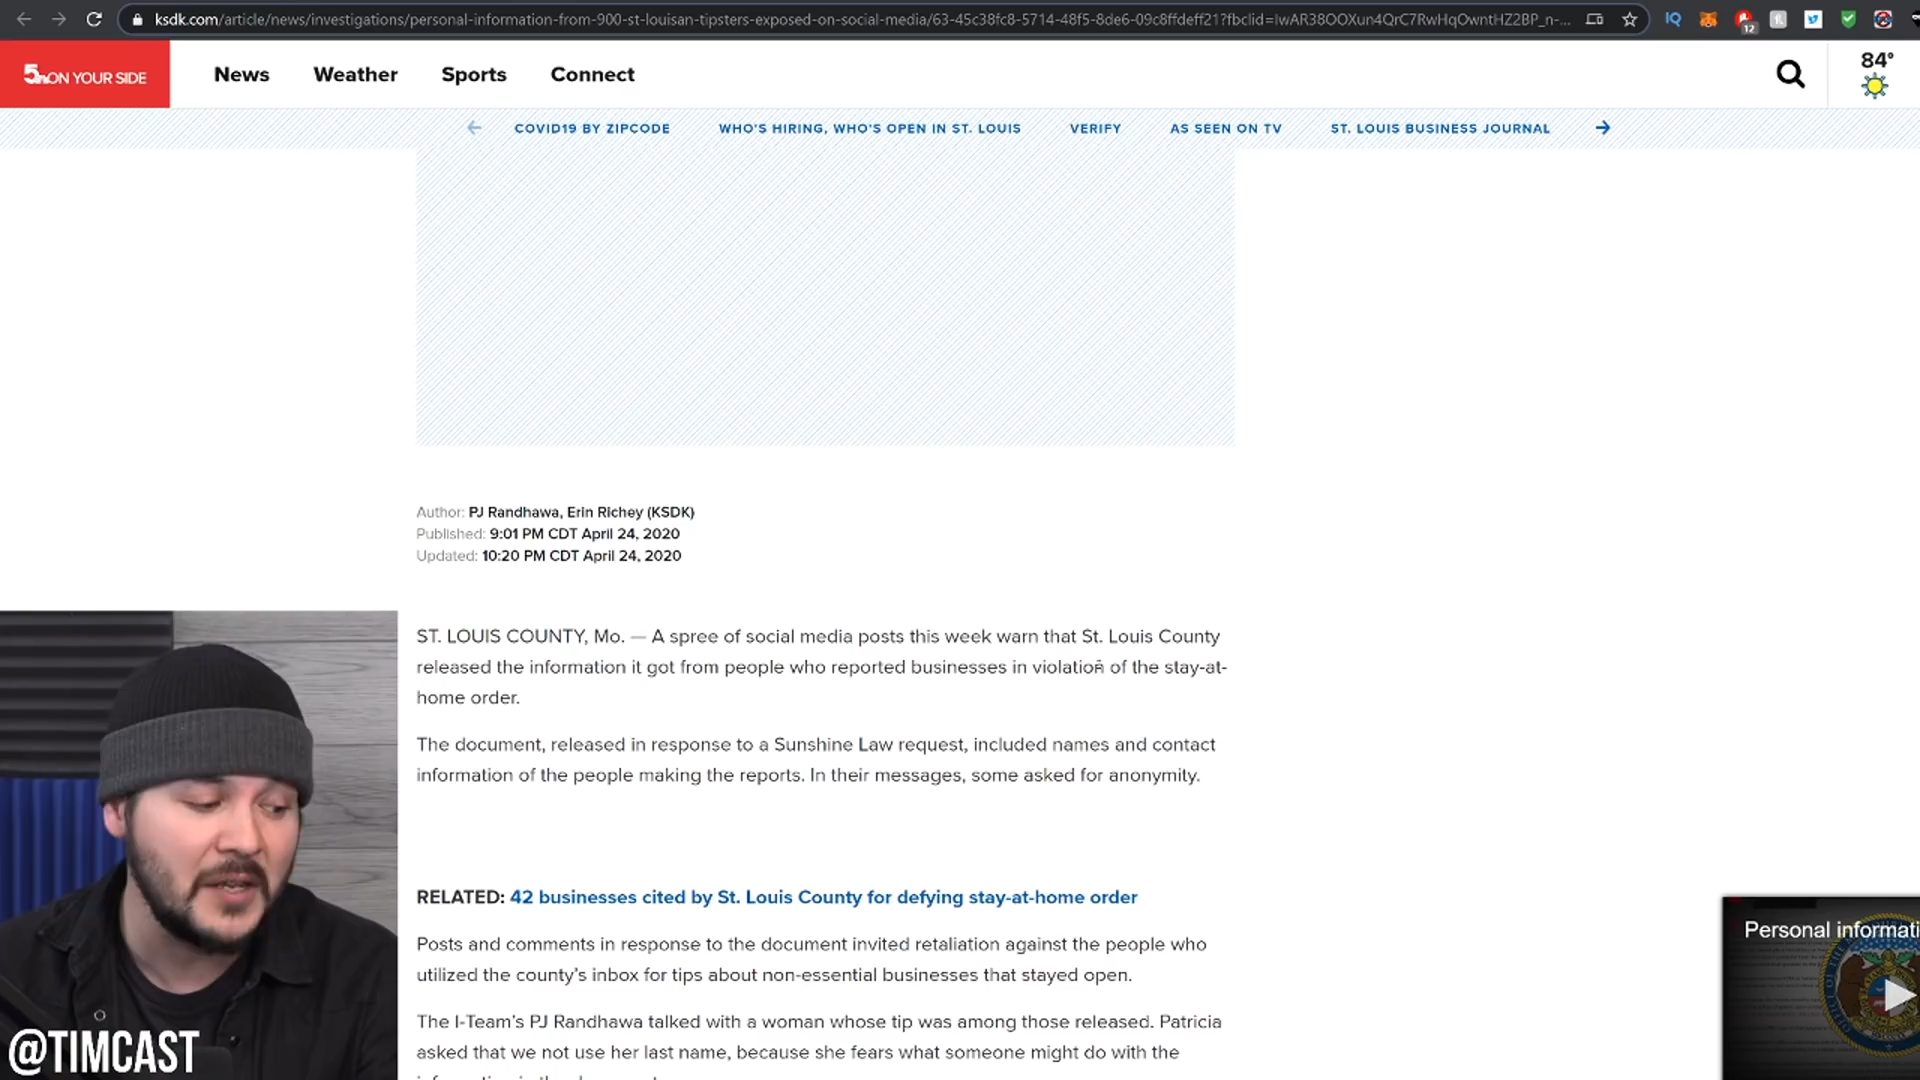 ksdk.com/article/news/investigations/personal-information-from-900-st-louisan-tipsters-exposed-on-social-media/63-45c38fc8-5714-48f5-8de6-09c8ffdeff21?fbclid=IwAR38OOXun4QrC7RwHqOwntHZ2BP_n-...
12
5 ON YOUR SIDE
News
Weather
Sports
Connect
84°
COVID19 BY ZIPCODE
WHO'S HIRING, WHO'S OPEN IN ST. LOUIS
VERIFY
AS SEEN ON TV
ST. LOUIS BUSINESS JOURNAL
Author: PJ Randhawa, Erin Richey (KSDK)
Published: 9:01 PM CDT April 24, 2020
Updated: 10:20 PM CDT April 24, 2020
ST. LOUIS COUNTY, Mo. — A spree of social media posts this week warn that St. Louis County
released the information it got from people who reported businesses in violation of the stay-at-
home order.
The document, released in response to a Sunshine Law request, included names and contact
information of the people making the reports. In their messages, some asked for anonymity.
RELATED: 42 businesses cited by St. Louis County for defying stay-at-home order
Posts and comments in response to the document invited retaliation against the people who
utilized the county's inbox for tips about non-essential businesses that stayed open.
The I-Team's PJ Randhawa talked with a woman whose tip was among those released. Patricia
asked that we not use her last name, because she fears what someone might do with the
Personal informati
@TIMCAST